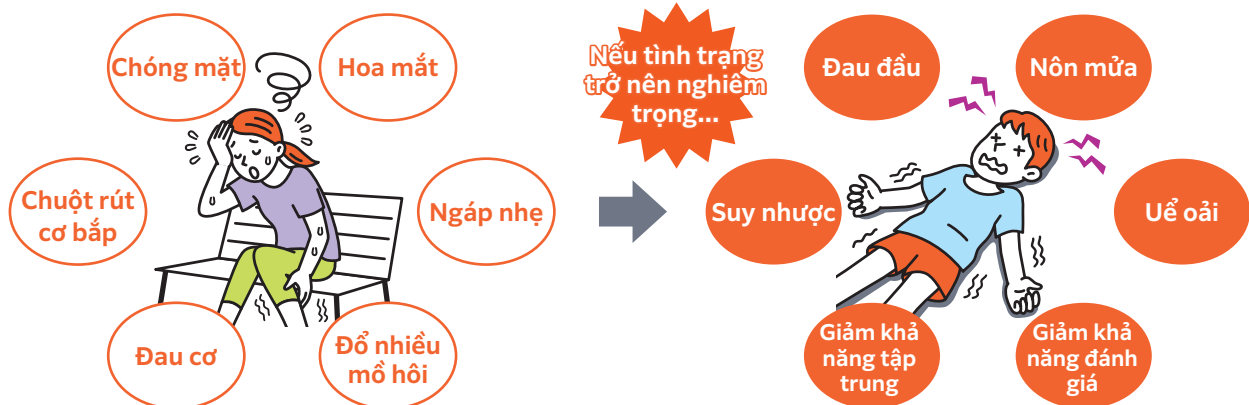 Chóng mặt
Hoa mắt
Chuột rút
cơ bắp
Ngáp nhẹ
Đau cơ
Đổ nhiều
mồ hôi
Nếu tình trạng
trở nên nghiêm
trọng...
Đau đầu
Nôn mửa
Suy nhược
Uể oải
Giảm khả
năng tập
trung
Giảm khả
năng đánh
giá